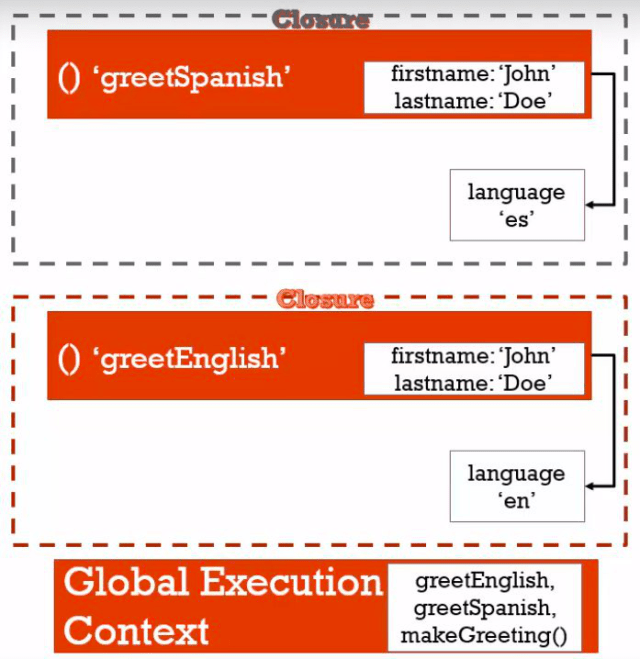 Closure
() ‘greetSpanish’
firstname: ‘John’
lastname: ‘Doe’
language
‘es’
Closure
() ‘greetEnglish’
firstname: ‘John’
lastname: ‘Doe’
language
‘en’
Global Execution
Context
greetEnglish,
greetSpanish,
makeGreeting()